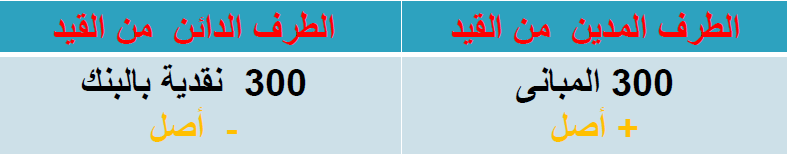 الطرف المدين من القيد
الطرف الدائن من القيد
300 المبانى
+ أصل
300 نقدية بالبنك
- أصل